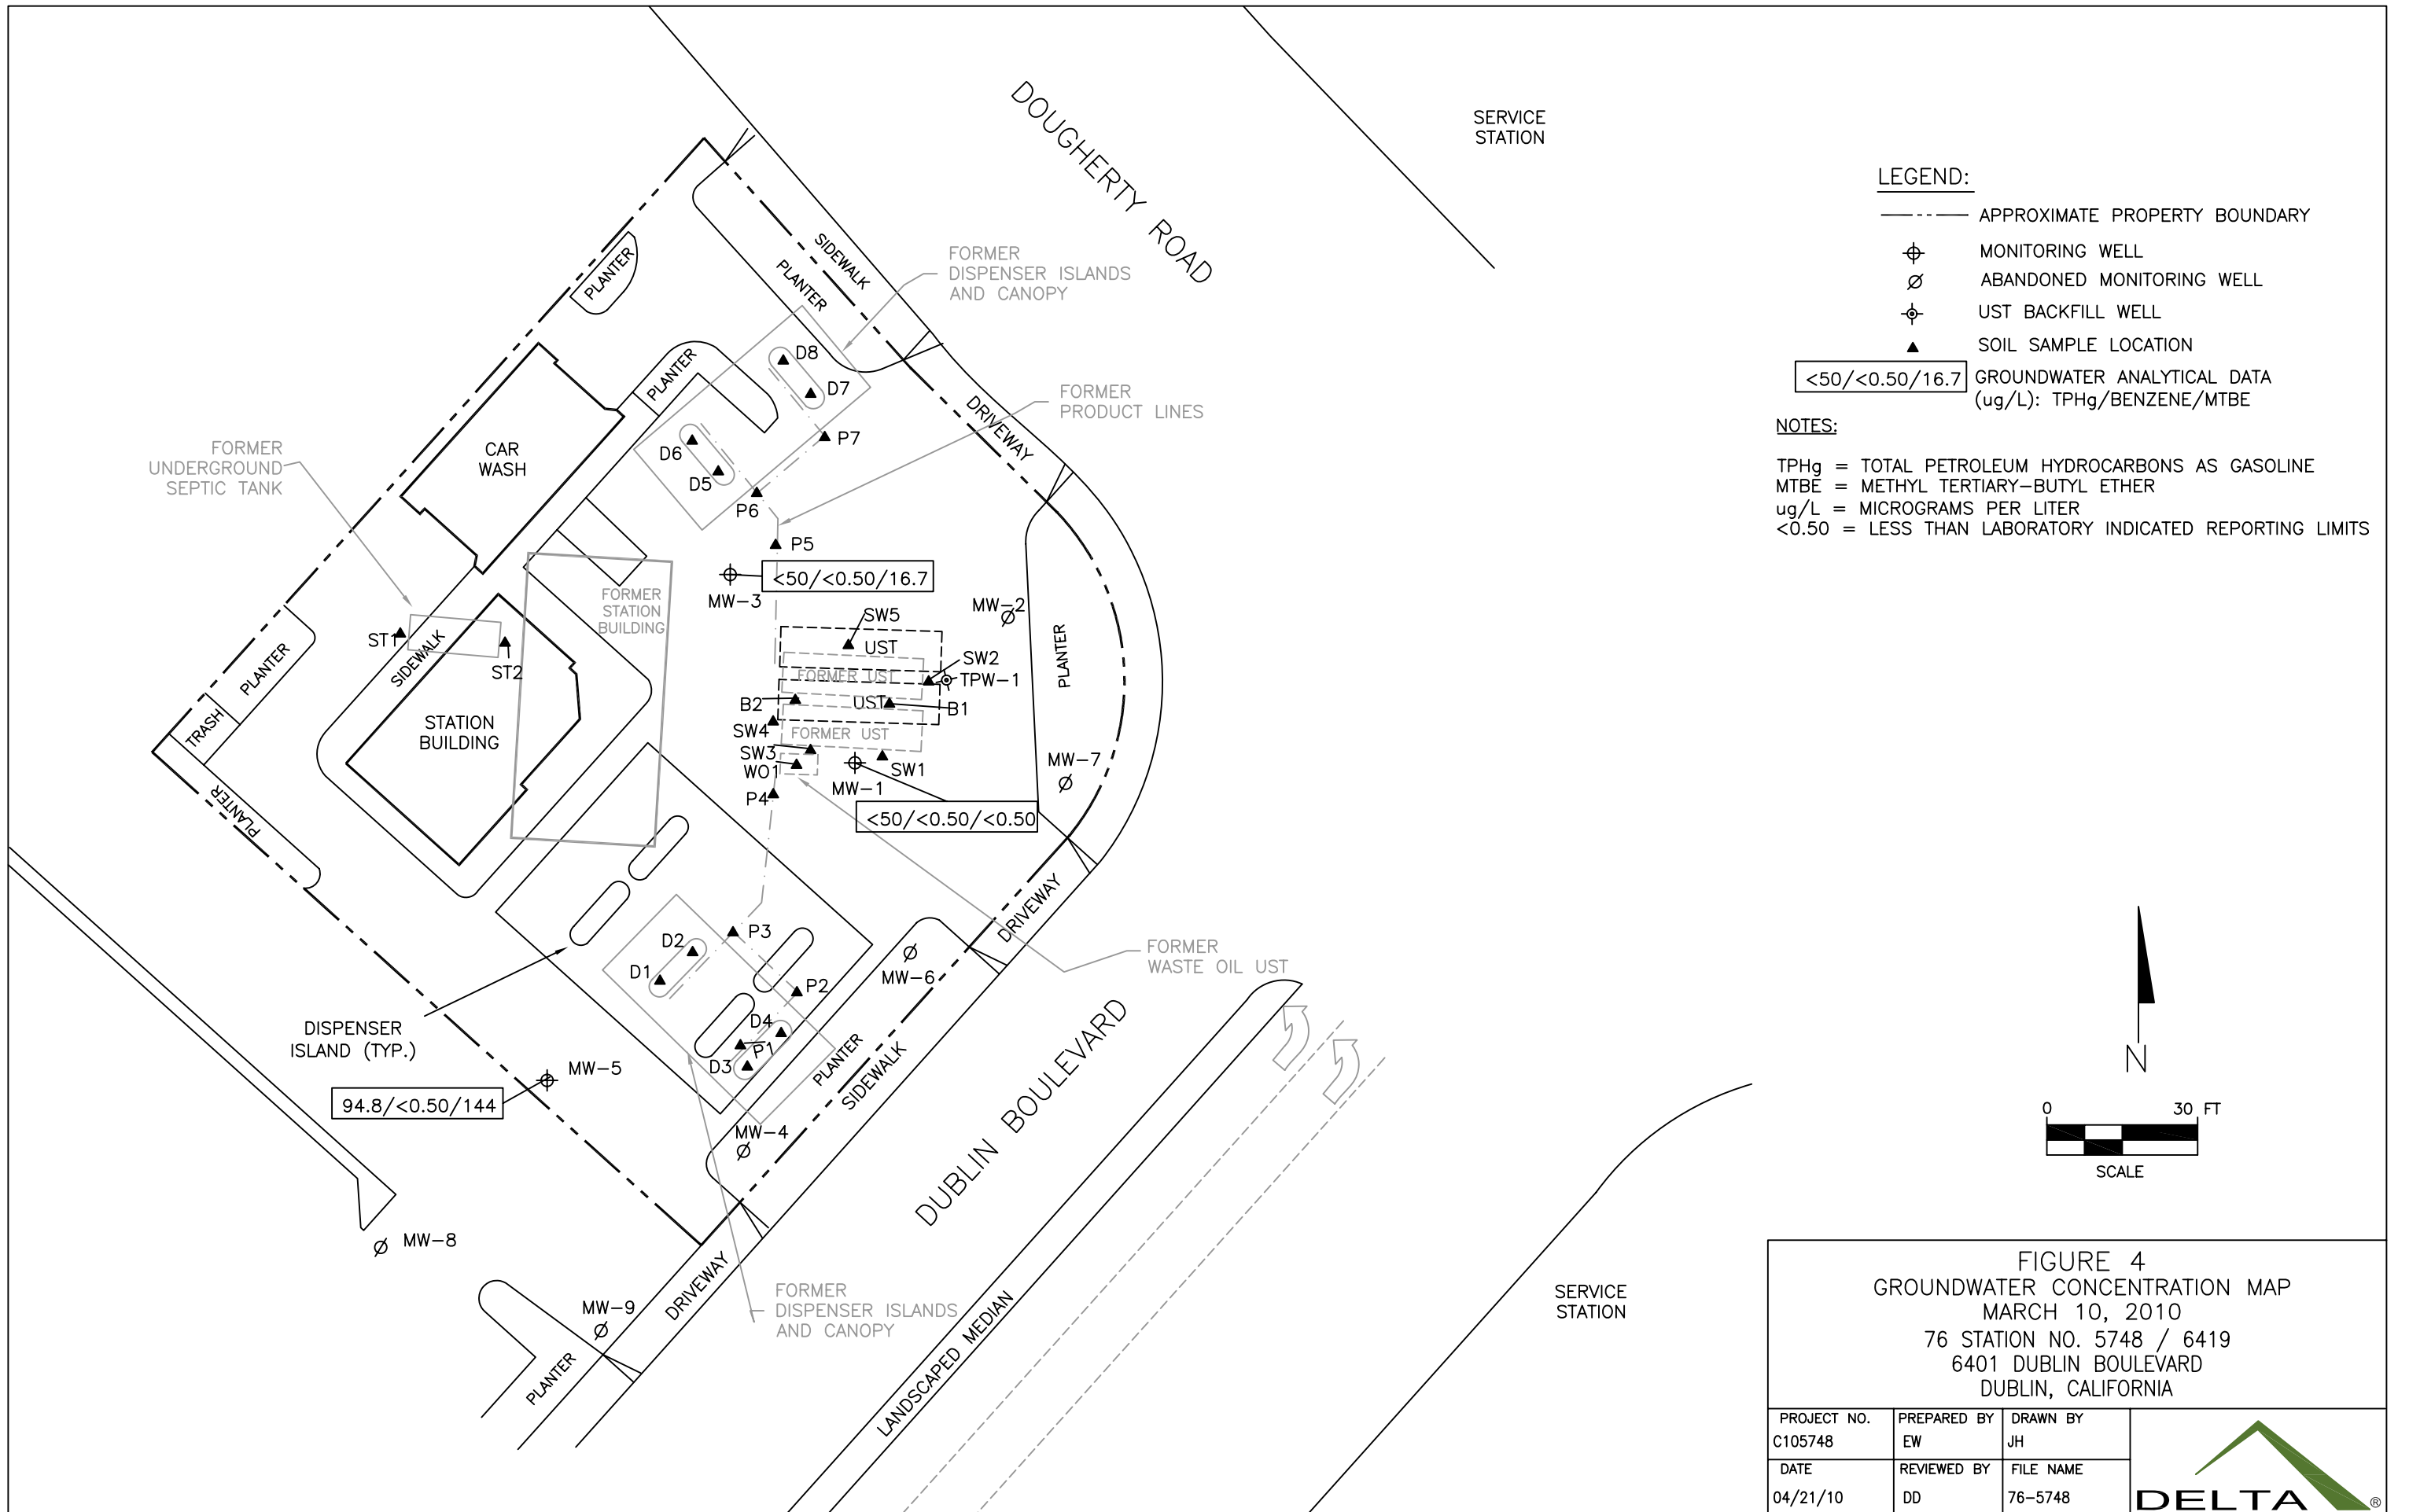 DOUGHERTY ROAD
SERVICE
STATION
LEGEND:
APPROXIMATE PROPERTY BOUNDARY
MONITORING WELL
ABANDONED MONITORING WELL
UST BACKFILL WELL
SOIL SAMPLE LOCATION
<50/<0.50/16.7
GROUNDWATER ANALYTICAL DATA
(ug/L): TPHg/BENZENE/MTBE
NOTES:
TPHg = TOTAL PETROLEUM HYDROCARBONS AS GASOLINE
MTBE = METHYL TERTIARY-BUTYL ETHER
ug/L = MICROGRAMS PER LITER
<0.50 = LESS THAN LABORATORY INDICATED REPORTING LIMITS
SIDEWALK
PLANTER
PLANTER
FORMER
DISPENSER ISLANDS
AND CANOPY
D8
D7
PLANTER
FORMER
PRODUCT LINES
DRIVEWAY
P7
D6
D5
P6
CAR
WASH
FORMER
UNDERGROUND
SEPTIC TANK
P5
<50/<0.50/16.7
MW-3
FORMER
STATION
BUILDING
MW-2
SW5
UST
SW2
FORMER UST
TPW-1
ST1
SIDEWALK
ST2
PLANTER
PLANTER
B2
UST
B1
SW4
FORMER UST
SW3
WO1
SW1
MW-1
MW-7
P4
<50/<0.50/<0.50
TRASH
STATION
BUILDING
PLANTER
DRIVEWAY
P3
D2
D1
MW-6
P2
FORMER
WASTE OIL UST
D4
P1
D3
DISPENSER
ISLAND (TYP.)
PLANTER
SIDEWALK
MW-5
94.8/<0.50/144
MW-4
DUBLIN BOULEVARD
N
0 30 FT
SCALE
MW-8
DRIVEWAY
FORMER
DISPENSER ISLANDS
AND CANOPY
MW-9
PLANTER
LANDSCAPED MEDIAN
SERVICE
STATION
FIGURE 4
GROUNDWATER CONCENTRATION MAP
MARCH 10, 2010
76 STATION NO. 5748 / 6419
6401 DUBLIN BOULEVARD
DUBLIN, CALIFORNIA
PROJECT NO. PREPARED BY DRAWN BY
C105748 EW JH
DATE REVIEWED BY FILE NAME
04/21/10 DD 76-5748
DELTA ®